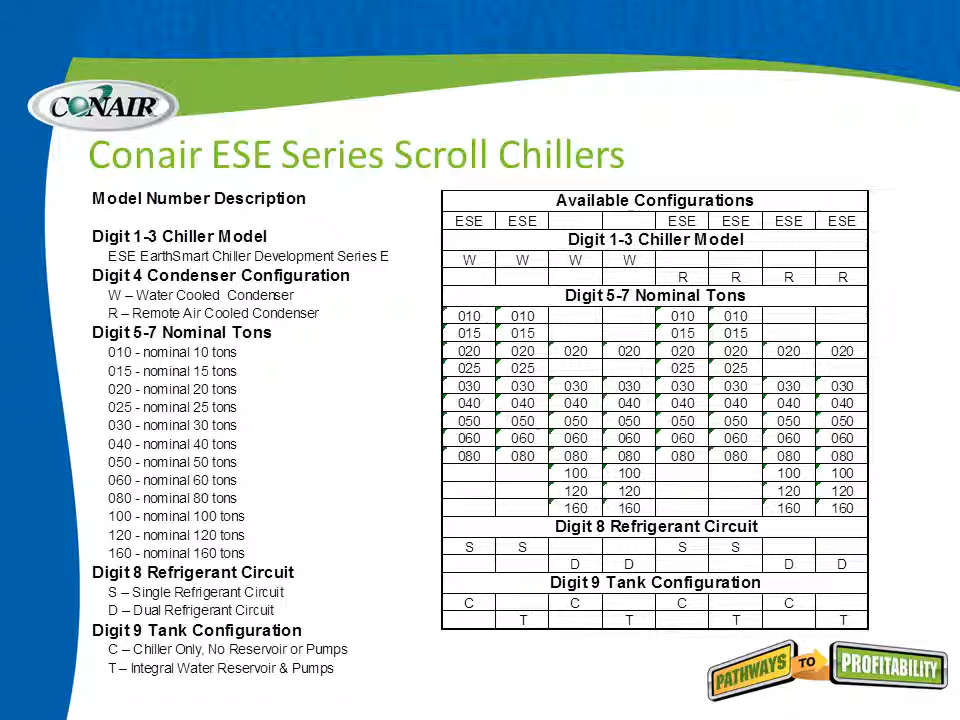 CONAIR
Conair ESE Series Scroll Chillers
Model Number Description
Digit 1-3 Chiller Model
ESE EarthSmart Chiller Development Series E
Digit 4 Condenser Configuration
W – Water Cooled Condenser
R – Remote Air Cooled Condenser
Digit 5-7 Nominal Tons
010 - nominal 10 tons
015 - nominal 15 tons
020 - nominal 20 tons
025 - nominal 25 tons
030 - nominal 30 tons
040 - nominal 40 tons
050 - nominal 50 tons
060 - nominal 60 tons
080 - nominal 80 tons
100 - nominal 100 tons
120 - nominal 120 tons
160 - nominal 160 tons
Digit 8 Refrigerant Circuit
S – Single Refrigerant Circuit
D – Dual Refrigerant Circuit
Digit 9 Tank Configuration
C – Chiller Only, No Reservoir or Pumps
T – Integral Water Reservoir & Pumps
Available Configurations
ESE ESE ESE ESE ESE ESE
Digit 1-3 Chiller Model
W W W W
R R R R
Digit 5-7 Nominal Tons
010 010 010 010
015 015 015 015
020 020 020 020 020 020 020 020
025 025 025 025
030 030 030 030 030 030 030 030
040 040 040 040 040 040 040 040
050 050 050 050 050 050 050 050
060 060 060 060 060 060 060 060
080 080 080 080 080 080 080 080
100 100 100 100
120 120 120 120
160 160 160 160
Digit 8 Refrigerant Circuit
S S S S
D D D D
Digit 9 Tank Configuration
C C C C
T T T T
PATHWAYS TO PROFITABILITY